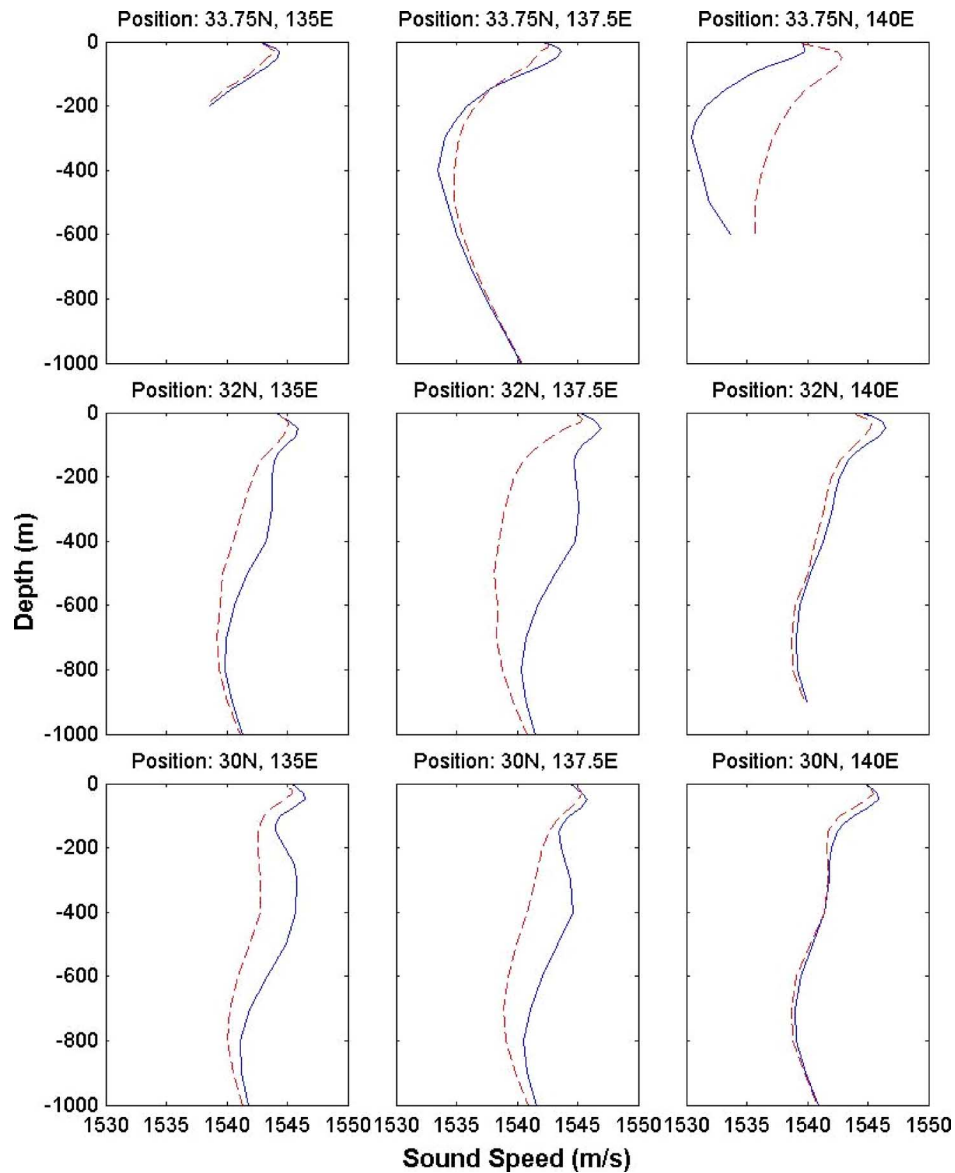 Position: 33.75N, 135E
Position: 33.75N, 137.5E
Position: 33.75N, 140E
0
-200
-400
-600
-800
-1000
Position: 32N, 135E
Position: 32N, 137.5E
Position: 32N, 140E
0
-200
-400
-600
-800
-1000
Depth (m)
Position: 30N, 135E
Position: 30N, 137.5E
Position: 30N, 140E
0
-200
-400
-600
-800
-1000
1530 1535 1540 1545 1550 1530 1535 1540 1545 1550 1530 1535 1540 1545 1550
Sound Speed (m/s)